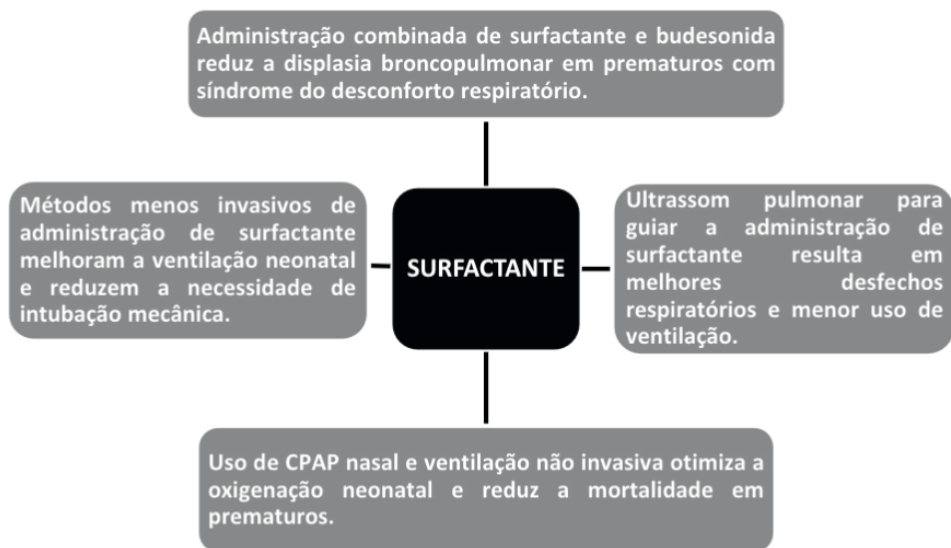 Administração combinada de surfactante e budesonida
reduz a displasia broncopulmonar em prematuros com
síndrome do desconforto respiratório.
Métodos menos invasivos de
administração de surfactante
melhoram a ventilação neonatal
e reduzem a necessidade de
intubação mecânica.
SURFACTANTE
Ultrassom pulmonar para
guiar a administração de
surfactante resulta em
melhores desfechos
respiratórios e menor uso de
ventilação.
Uso de CPAP nasal e ventilação não invasiva otimiza a
oxigenação neonatal e reduz a mortalidade em
prematuros.